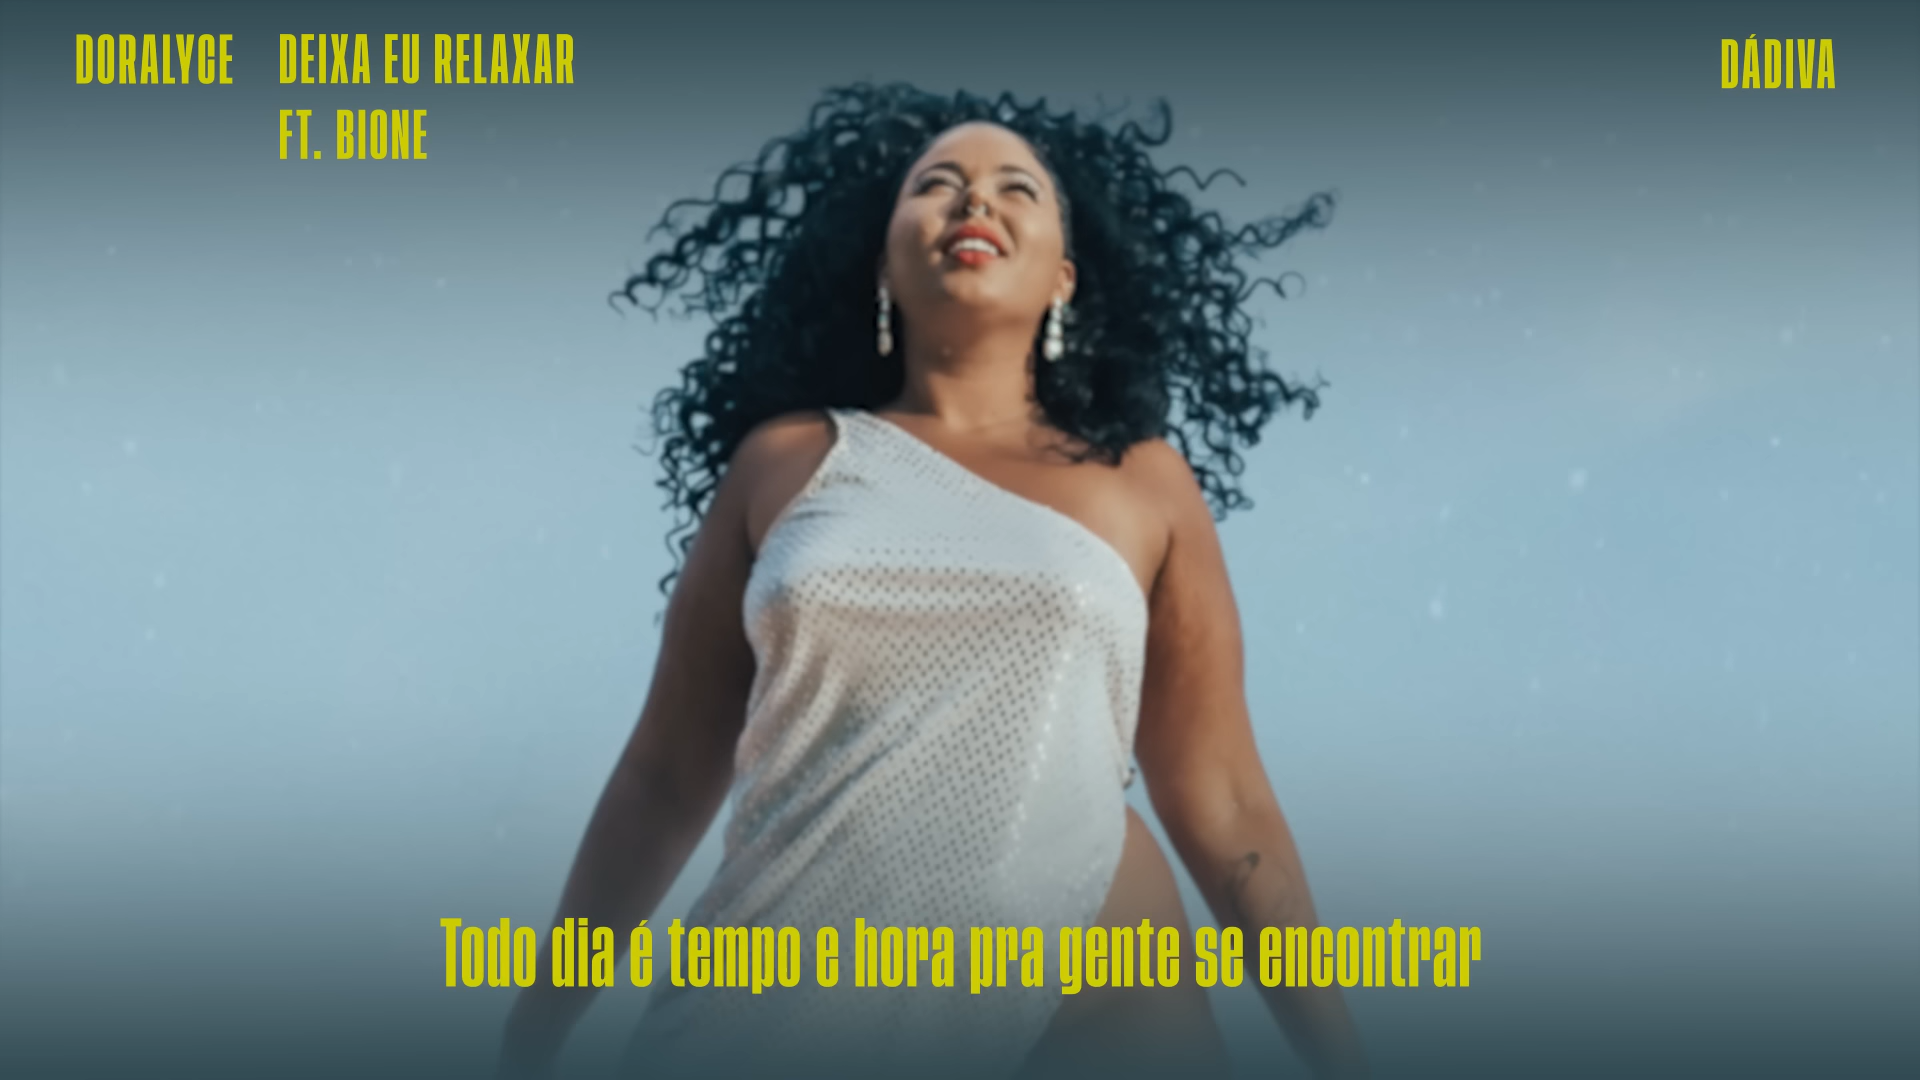 DORALYCE
DEIXA EU RELAXAR
FT. BIONE
DÁDIVA
Todo dia é tempo e hora pra gente se encontrar